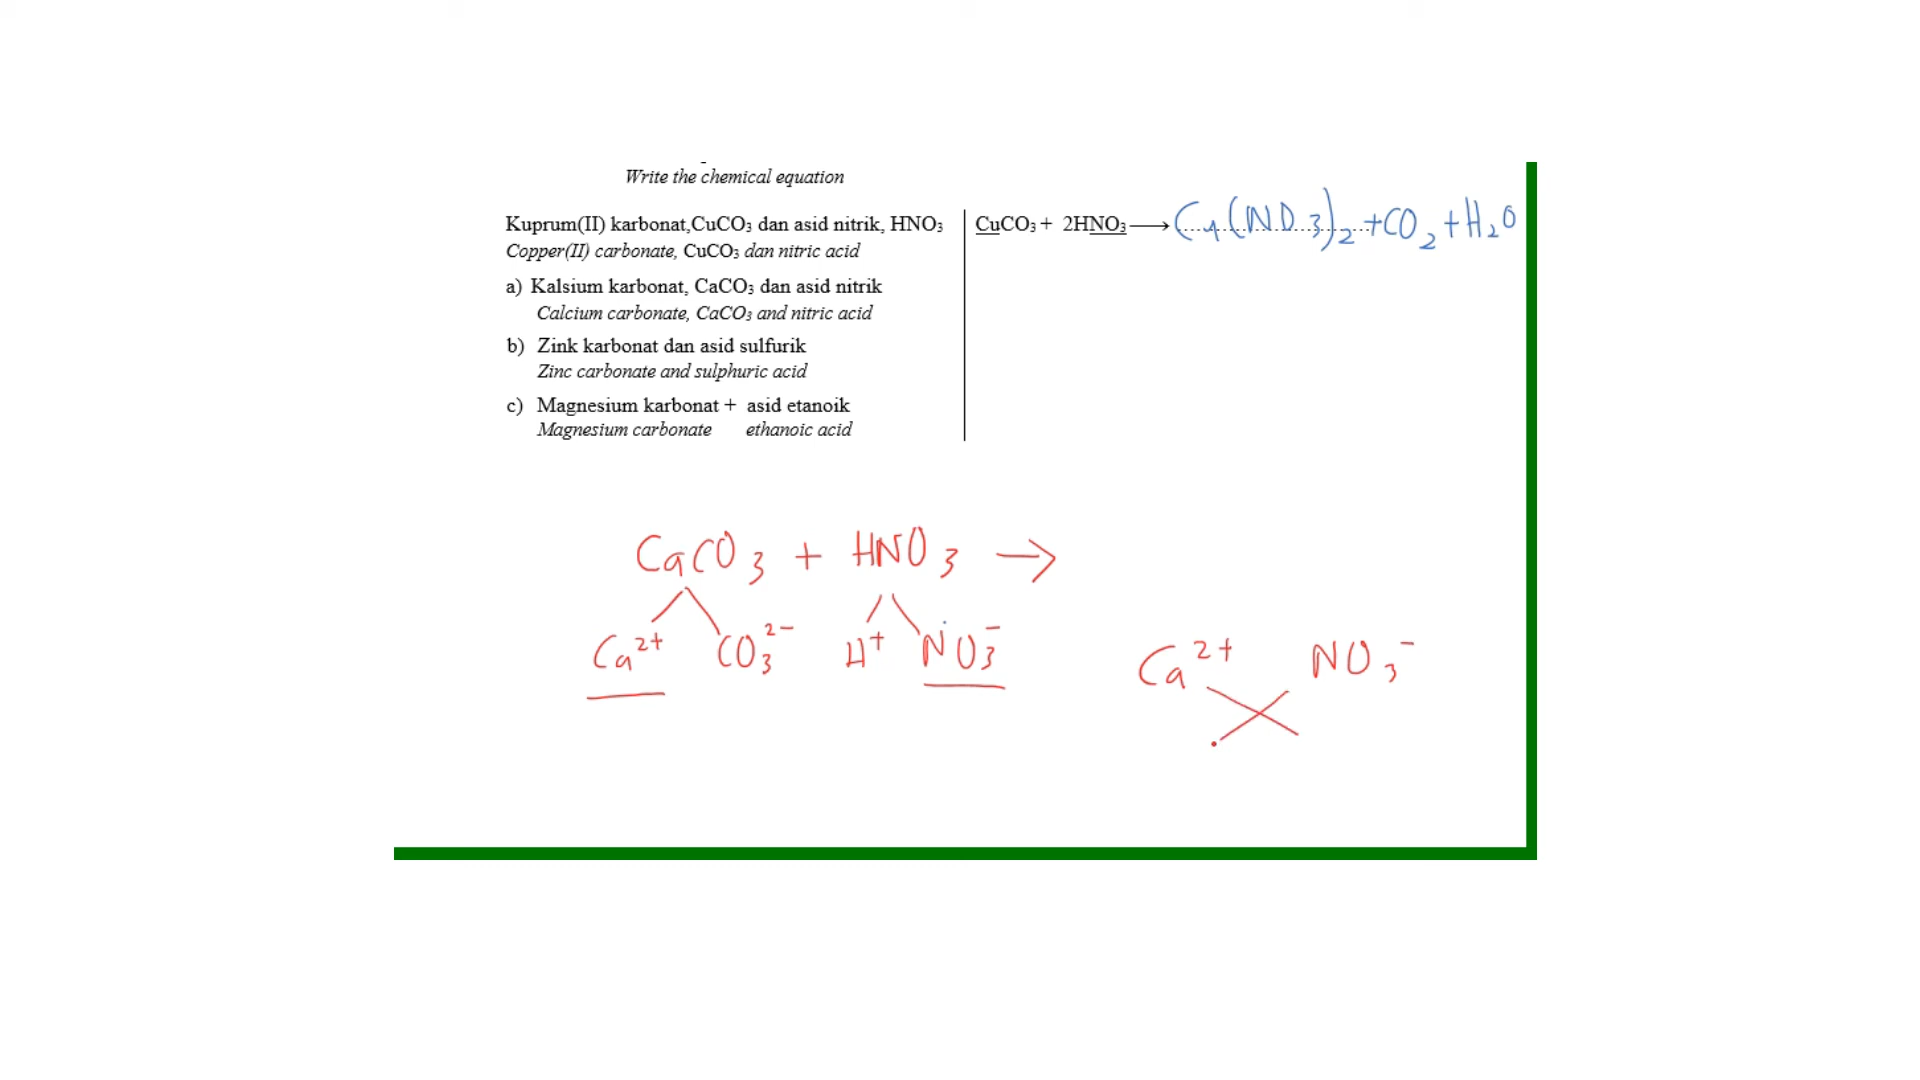 Write the chemical equation
Kuprum(II) karbonat,CuCO₃ dan asid nitrik, HNO₃
Copper(II) carbonate, CuCO₃ dan nitric acid
CuCO₃ + 2HNO₃ ⟶ Cu(NO₃)₂ + CO₂ + H₂O
a) Kalsium karbonat, CaCO₃ dan asid nitrik
Calcium carbonate, CaCO₃ and nitric acid
b) Zink karbonat dan asid sulfurik
Zinc carbonate and sulphuric acid
c) Magnesium karbonat + asid etanoik
Magnesium carbonate ethanoic acid
CaCO₃ + HNO₃ →
Ca²⁺ CO₃²⁻ H⁺ NO₃⁻
Ca²⁺ NO₃⁻